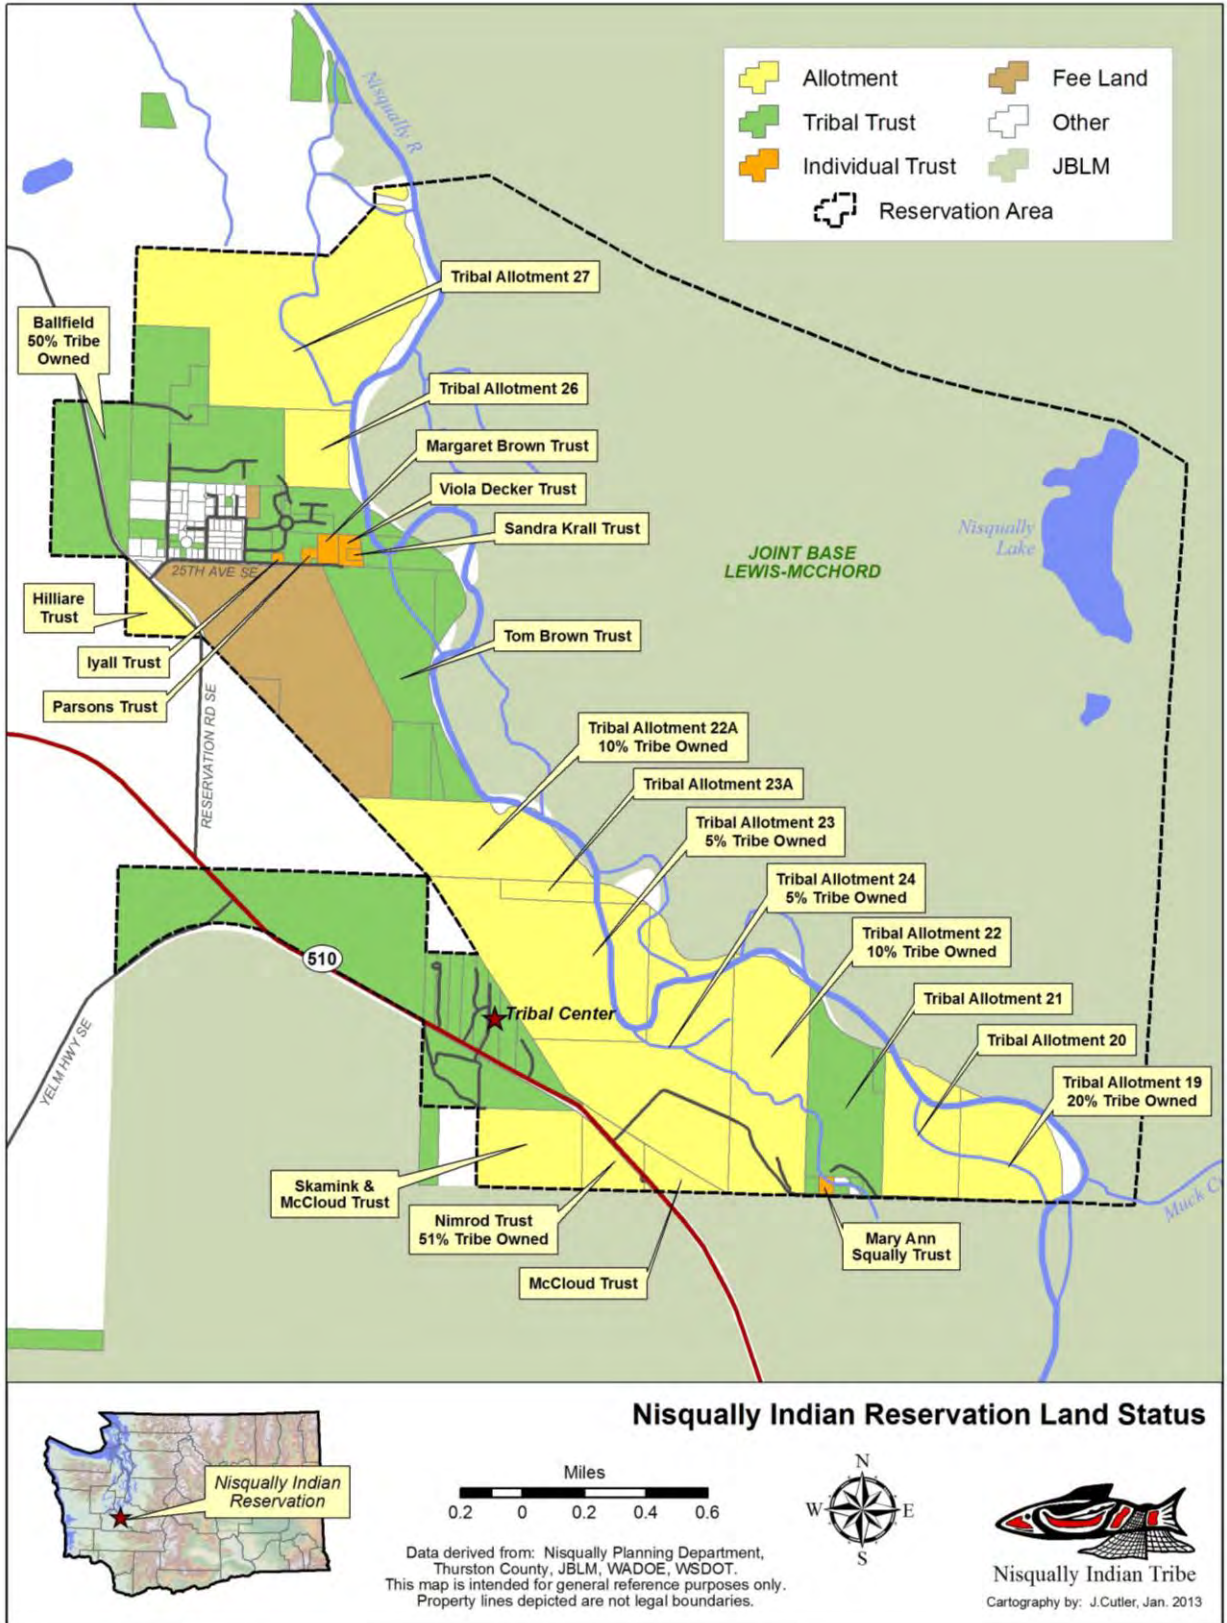 Allotment
Tribal Trust
Individual Trust
Fee Land
Other
JBLM
Reservation Area
Nisqually R
Tribal Allotment 27
Ballfield
50% Tribe
Owned
Tribal Allotment 26
Margaret Brown Trust
Viola Decker Trust
Sandra Krall Trust
Nisqually
Lake
JOINT BASE
LEWIS-MCCHORD
25TH AVE SE
Hilliare
Trust
Iyall Trust
Parsons Trust
Tom Brown Trust
RESERVATION RD SE
Tribal Allotment 22A
10% Tribe Owned
Tribal Allotment 23A
Tribal Allotment 23
5% Tribe Owned
Tribal Allotment 24
5% Tribe Owned
Tribal Allotment 22
10% Tribe Owned
510
Tribal Allotment 21
Tribal Center
Tribal Allotment 20
YELM HWY SE
Tribal Allotment 19
20% Tribe Owned
Skamink &
McCloud Trust
Nimrod Trust
51% Tribe Owned
McCloud Trust
Mary Ann
Squally Trust
Muck C
Nisqually Indian Reservation Land Status
Nisqually Indian
Reservation
Miles
0.2 0 0.2 0.4 0.6
N
W E
S
Data derived from: Nisqually Planning Department,
Thurston County, JBLM, WADOE, WSDOT.
This map is intended for general reference purposes only.
Property lines depicted are not legal boundaries.
Nisqually Indian Tribe
Cartography by: J.Cutler, Jan. 2013